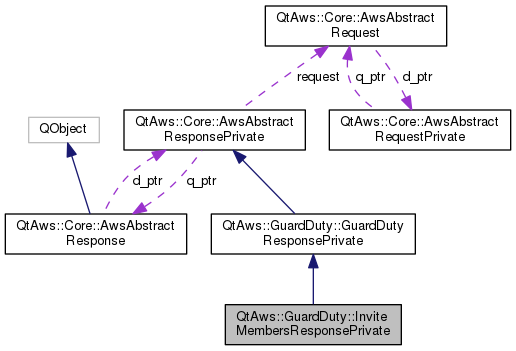 QtAws::Core::AwsAbstract
Request
request
q_ptr
d_ptr
QObject
QtAws::Core::AwsAbstract
ResponsePrivate
QtAws::Core::AwsAbstract
RequestPrivate
d_ptr
q_ptr
QtAws::Core::AwsAbstract
Response
QtAws::GuardDuty::GuardDuty
ResponsePrivate
QtAws::GuardDuty::Invite
MembersResponsePrivate